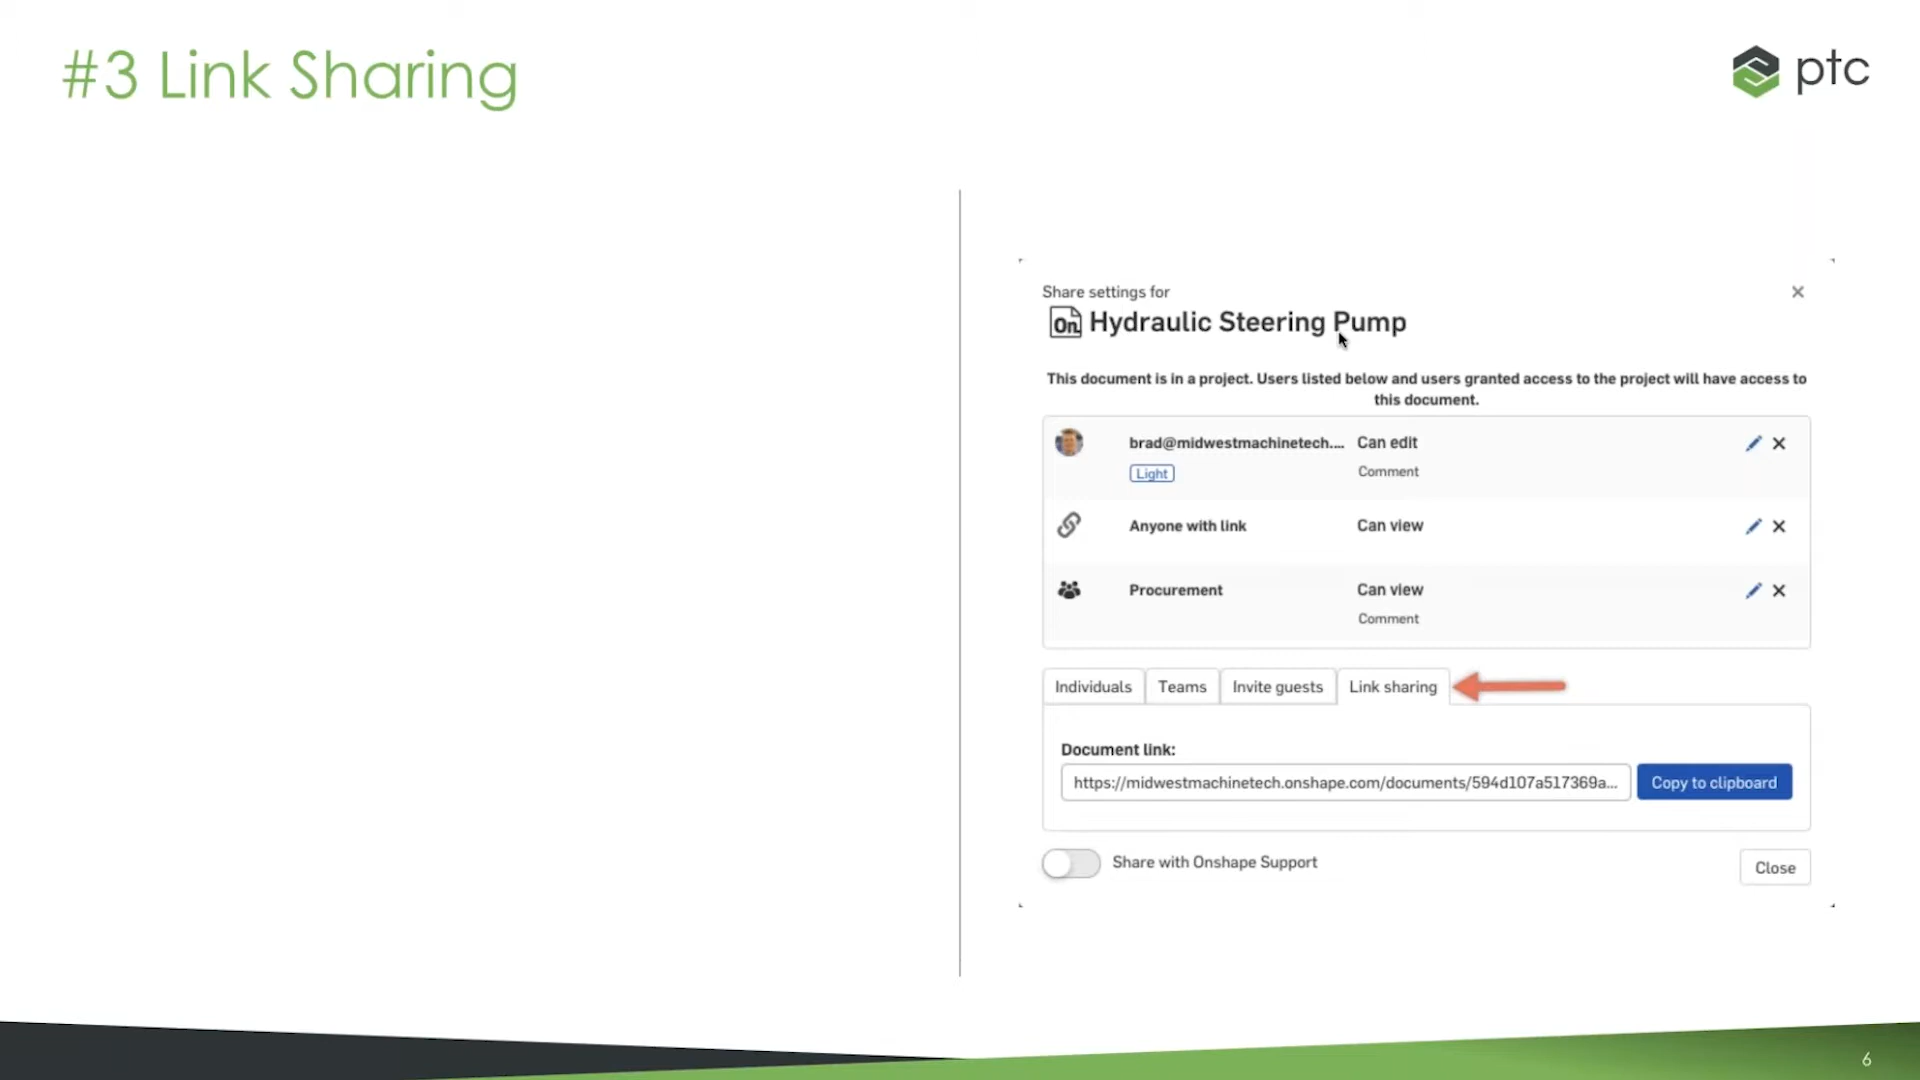 #3 Link Sharing
ptc
Share settings for
On Hydraulic Steering Pump
This document is in a project. Users listed below and users granted access to the project will have access to
this document.
brad@midwestmachinetech.... Can edit
Light Comment
Anyone with link Can view
Procurement Can view
Comment
Individuals Teams Invite guests Link sharing
Document link:
https://midwestmachinetech.onshape.com/documents/594d107a517369a... Copy to clipboard
Share with Onshape Support
Close
6